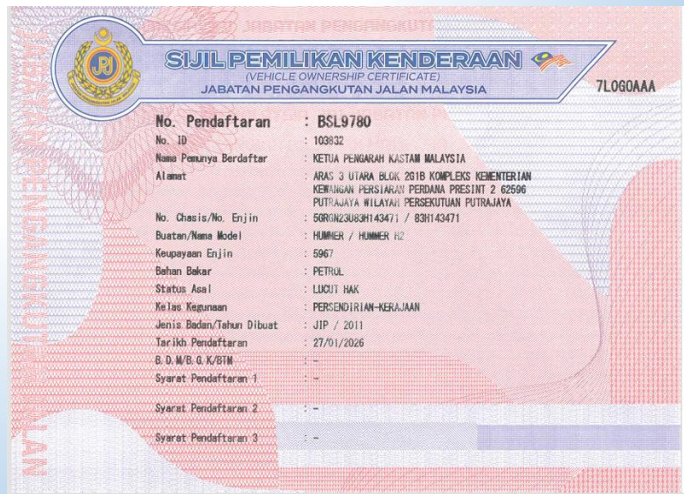 SIJIL PEMILIKAN KENDERAAN
(VEHICLE OWNERSHIP CERTIFICATE)
JABATAN PENGANGKUTAN JALAN MALAYSIA
7LOGOAAA
No. Pendaftaran : BSL9780
No. ID : 103832
Nama Pemunya Berdaftar : KETUA PENGARAH KASTAM MALAYSIA
Alamat : ARAS 3 UTARA BLOK 2G1B KOMPLEKS KEMENTERIAN
KEWANGAN PERSIARAN PERDANA PRESINT 2 62596
PUTRAJAYA WILAYAH PERSEKUTUAN PUTRAJAYA
No. Chasis/No. Enjin : 5GRGN23U83H143471 / 83H143471
Buatan/Nama Model : HUMMER / HUMMER H2
Keupayaan Enjin : 5967
Bahan Bakar : PETROL
Status Asal : LUCUT HAK
Kelas Kegunaan : PERSENDIRIAN-KERAJAAN
Jenis Badan/Tahun Dibuat : JIP / 2011
Tarikh Pendaftaran : 27/01/2026
B.D.M/B.G.K/BTM : -
Syarat Pendaftaran 1 : -
Syarat Pendaftaran 2 : -
Syarat Pendaftaran 3 : -